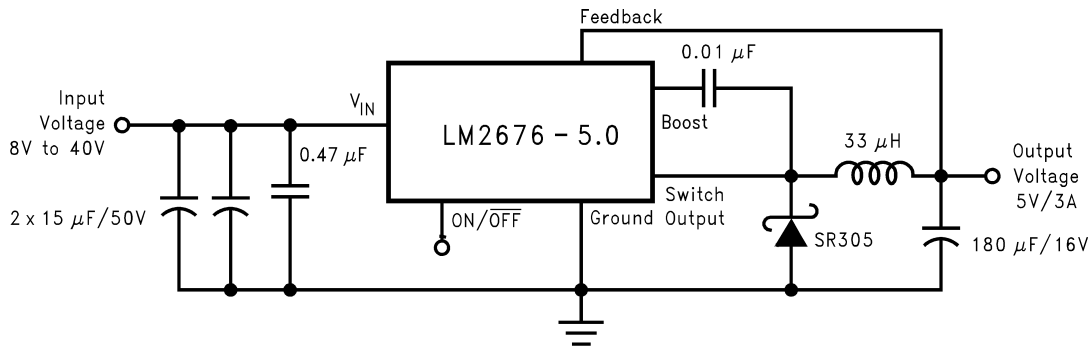 Feedback
0.01 µF
Input
Voltage
8V to 40V
V_IN
LM2676 – 5.0
Boost
0.47 µF
33 µH
Output
Voltage
5V/3A
2 x 15 µF/50V
ON/O̅F̅F̅
Ground
Switch
Output
SR305
180 µF/16V